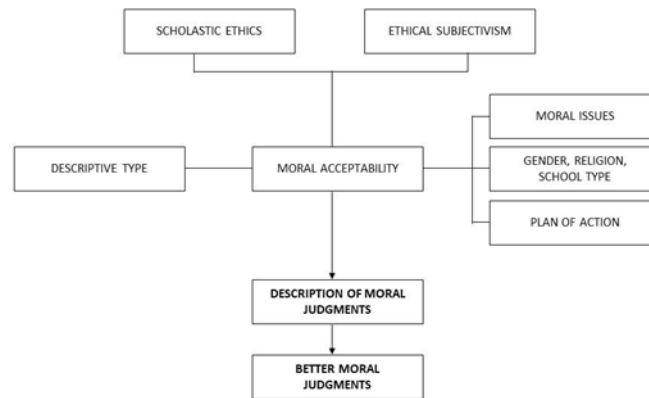 SCHOLASTIC ETHICS
ETHICAL SUBJECTIVISM
MORAL ISSUES
DESCRIPTIVE TYPE
MORAL ACCEPTABILITY
GENDER, RELIGION,
SCHOOL TYPE
PLAN OF ACTION
DESCRIPTION OF MORAL
JUDGMENTS
BETTER MORAL
JUDGMENTS